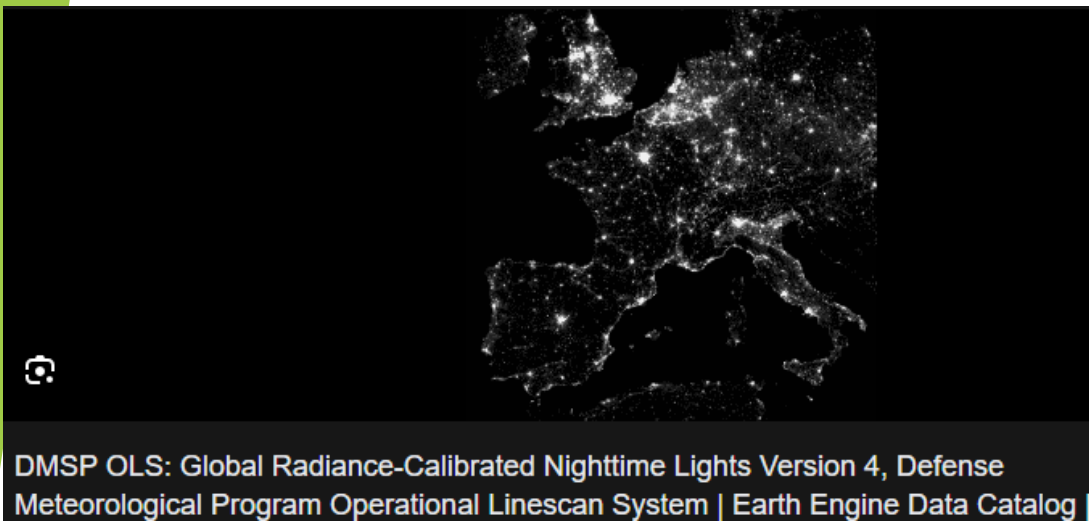 DMSP OLS: Global Radiance-Calibrated Nighttime Lights Version 4, Defense
Meteorological Program Operational Linescan System | Earth Engine Data Catalog |